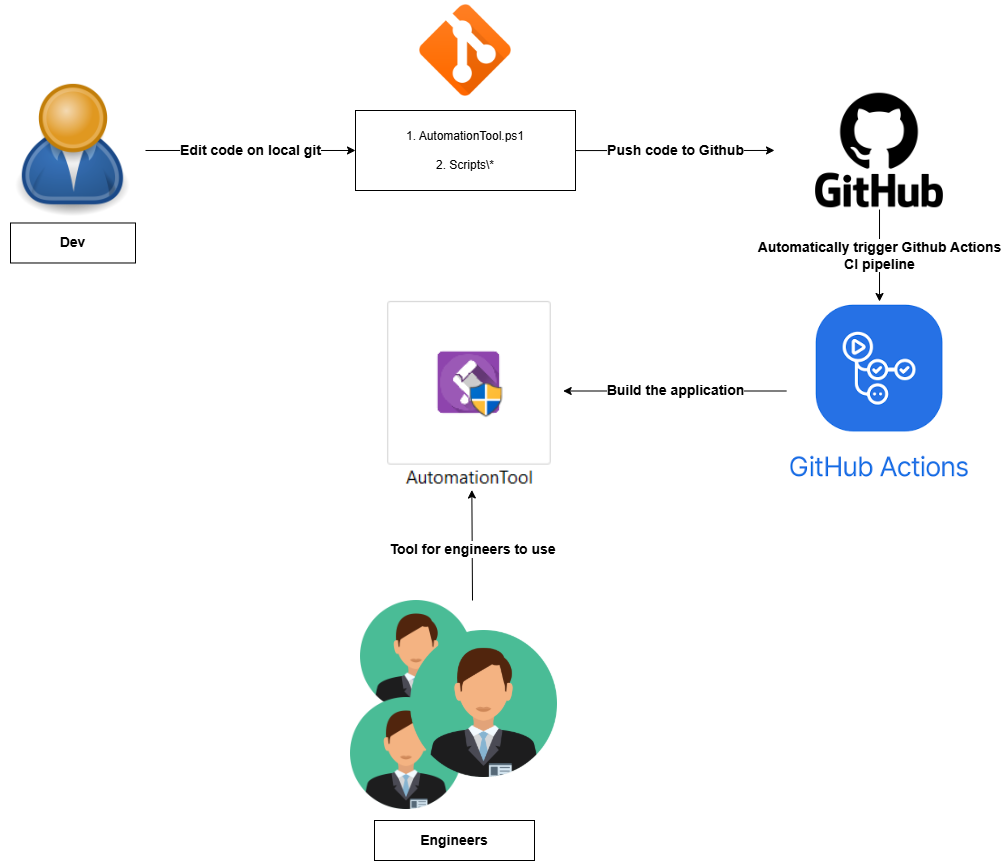 1. AutomationTool.ps1
2. Scripts\*
Edit code on local git
Push code to Github
GitHub
Dev
Automatically trigger Github Actions
CI pipeline
Build the application
GitHub Actions
AutomationTool
Tool for engineers to use
Engineers